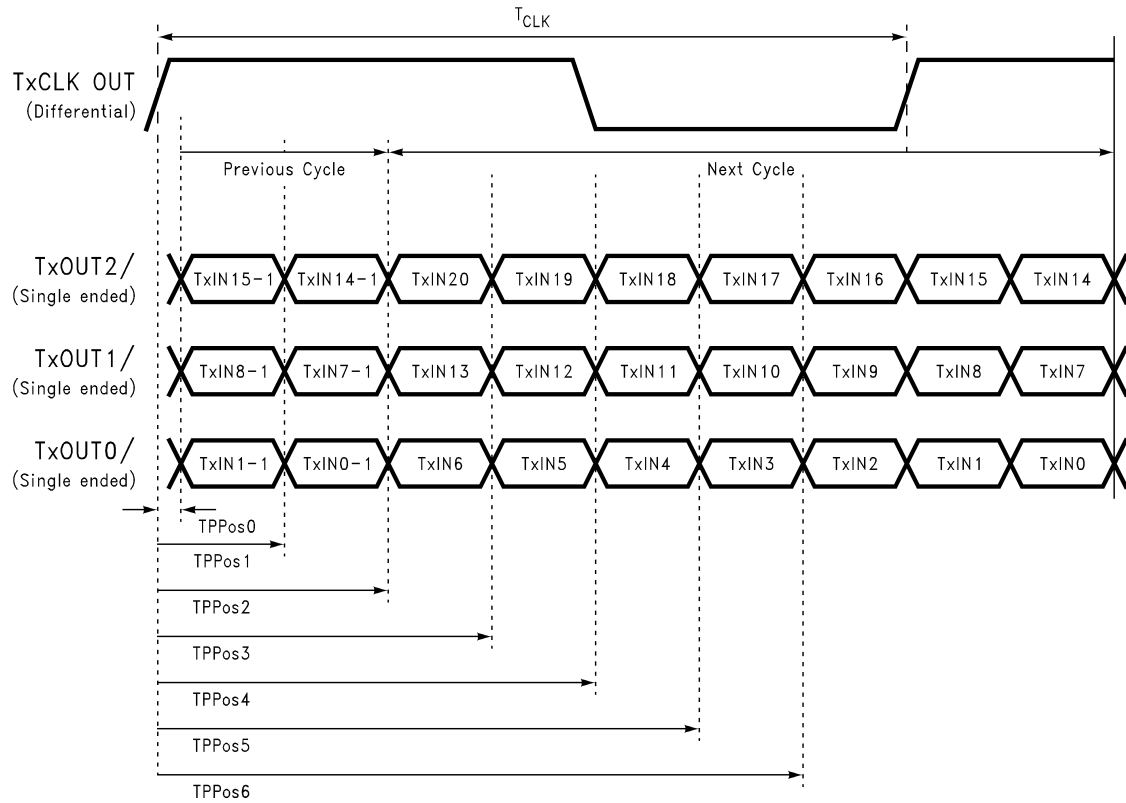 TCLK
TxCLK OUT
(Differential)
Previous Cycle
Next Cycle
TxOUT2/
(Single ended)
TxIN15-1 TxIN14-1 TxIN20 TxIN19 TxIN18 TxIN17 TxIN16 TxIN15 TxIN14
TxOUT1/
(Single ended)
TxIN8-1 TxIN7-1 TxIN13 TxIN12 TxIN11 TxIN10 TxIN9 TxIN8 TxIN7
TxOUT0/
(Single ended)
TxIN1-1 TxIN0-1 TxIN6 TxIN5 TxIN4 TxIN3 TxIN2 TxIN1 TxIN0
TPPos0
TPPos1
TPPos2
TPPos3
TPPos4
TPPos5
TPPos6